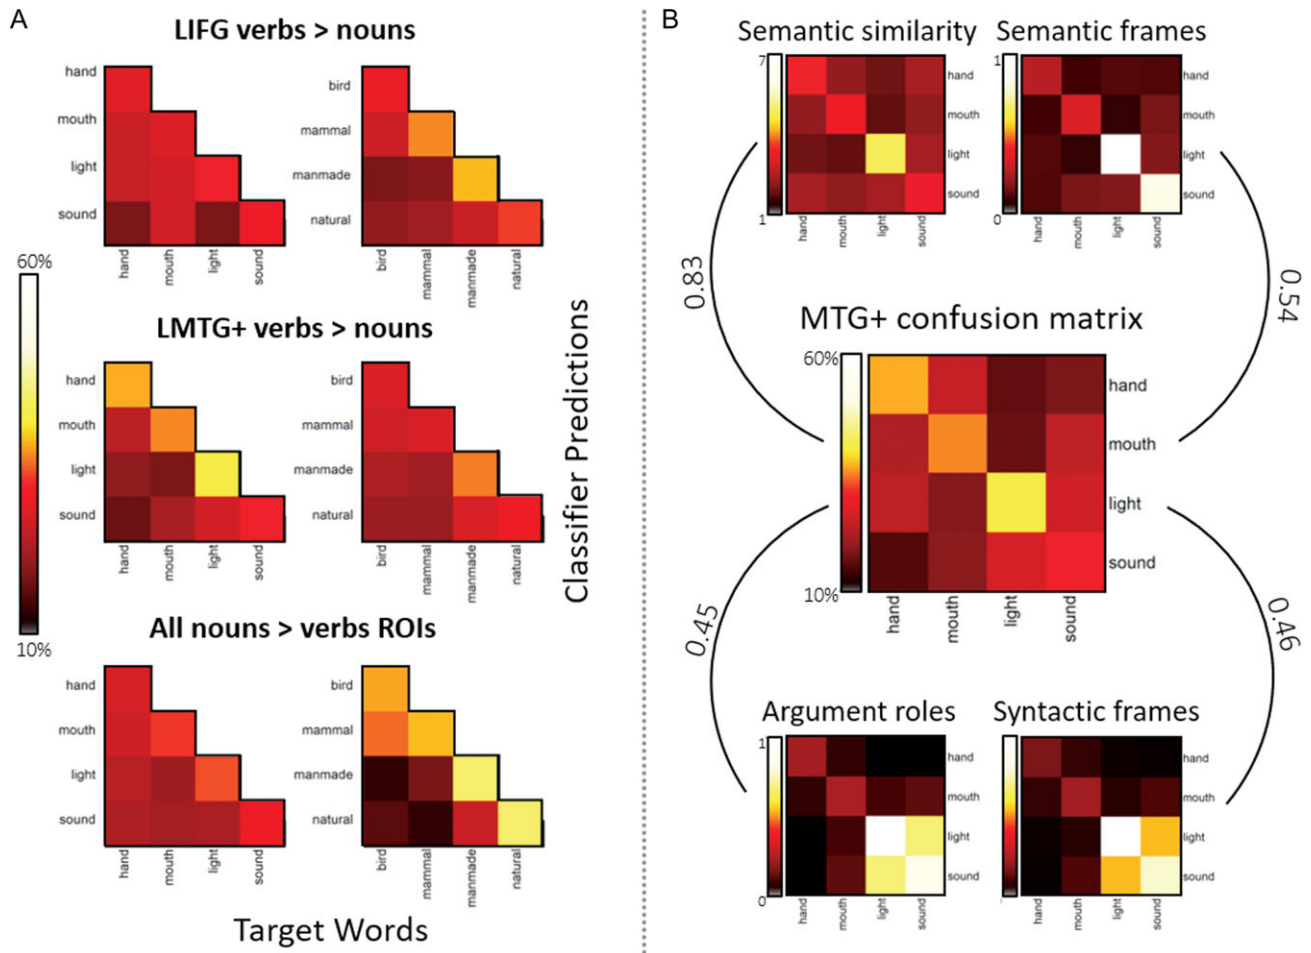 A
LIFG verbs > nouns
hand
mouth
light
sound
hand
mouth
light
sound
bird
mammal
manmade
natural
bird
mammal
manmade
natural
60%
10%
LMTG+ verbs > nouns
hand
mouth
light
sound
hand
mouth
light
sound
bird
mammal
manmade
natural
bird
mammal
manmade
natural
All nouns > verbs ROIs
hand
mouth
light
sound
hand
mouth
light
sound
bird
mammal
manmade
natural
bird
mammal
manmade
natural
Classifier Predictions
Target Words
B
Semantic similarity
7
1
hand
mouth
light
sound
hand
mouth
light
sound
Semantic frames
1
0
hand
mouth
light
sound
hand
mouth
light
sound
0.83
0.54
MTG+ confusion matrix
60%
10%
hand
mouth
light
sound
hand
mouth
light
sound
0.45
0.46
Argument roles
1
0
hand
mouth
light
sound
hand
mouth
light
sound
Syntactic frames
hand
mouth
light
sound
hand
mouth
light
sound